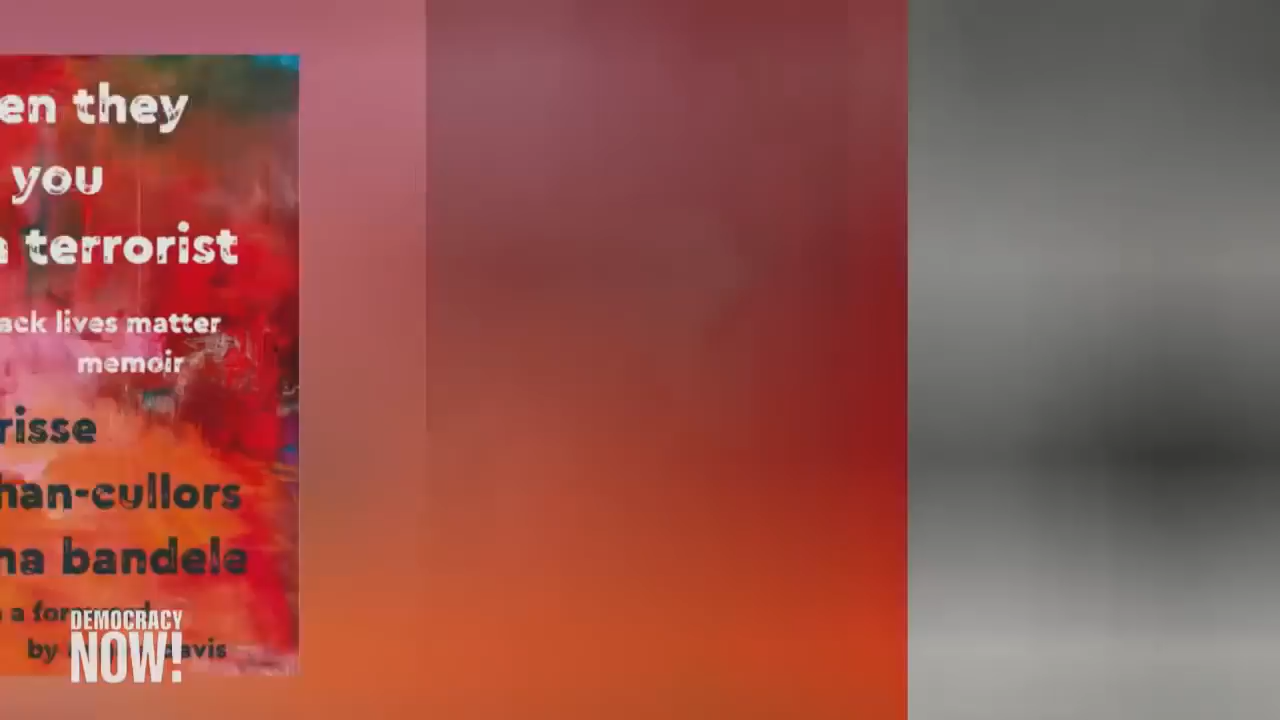 en they
you
terrorist
ack lives matter
memoir
risse
han-cullors
na bandele
a
by avis
DEMOCRACY
NOW!